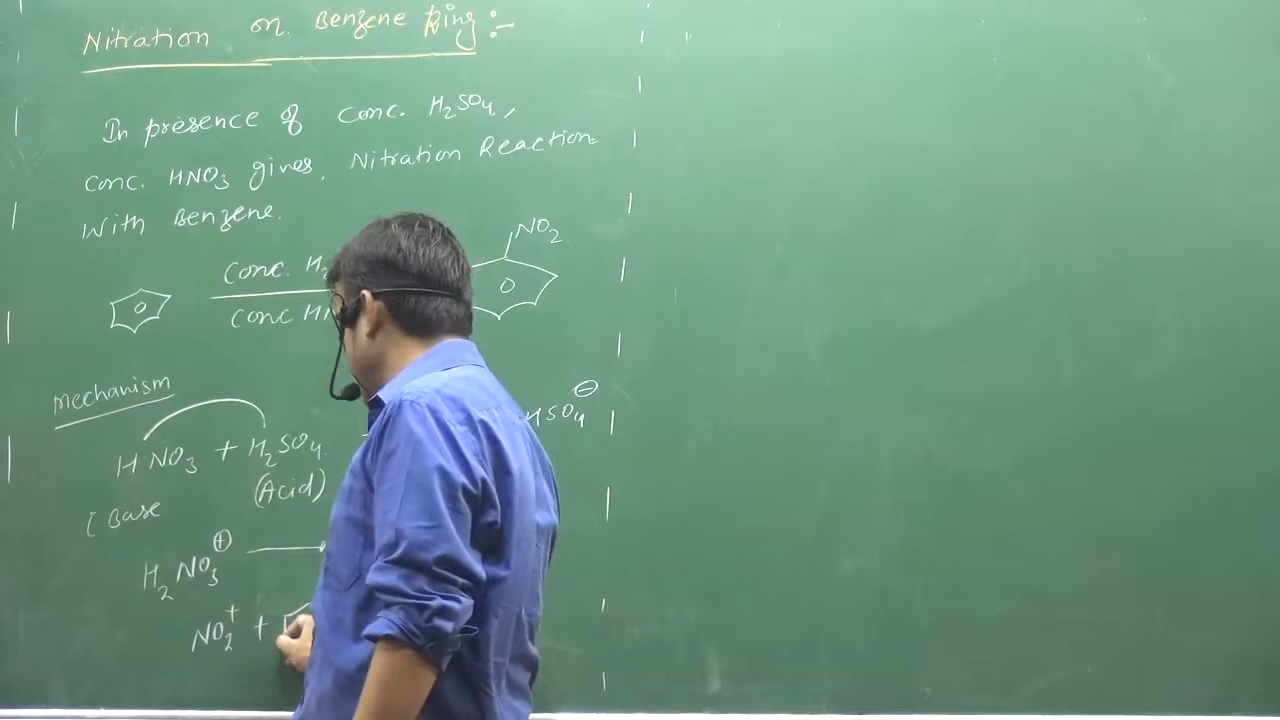 Nitration on Benzene Ring :-
In presence of conc. H2SO4,
conc. HNO3 gives Nitration Reaction
With Benzene.
NO2
Conc. H2
Conc
Mechanism
HSO4⊖
HNO3 + H2SO4
(Base (Acid)
H2NO3⊕ →
NO2+ +